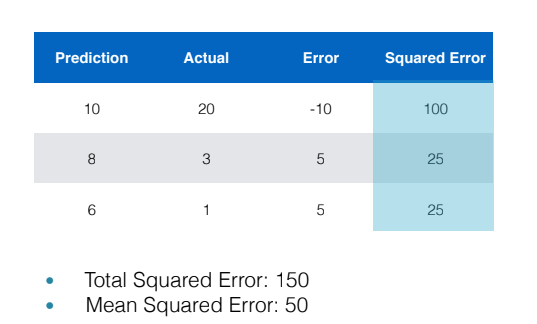 Prediction Actual Error Squared Error
10 20 -10 100
8 3 5 25
6 1 5 25
• Total Squared Error: 150
• Mean Squared Error: 50